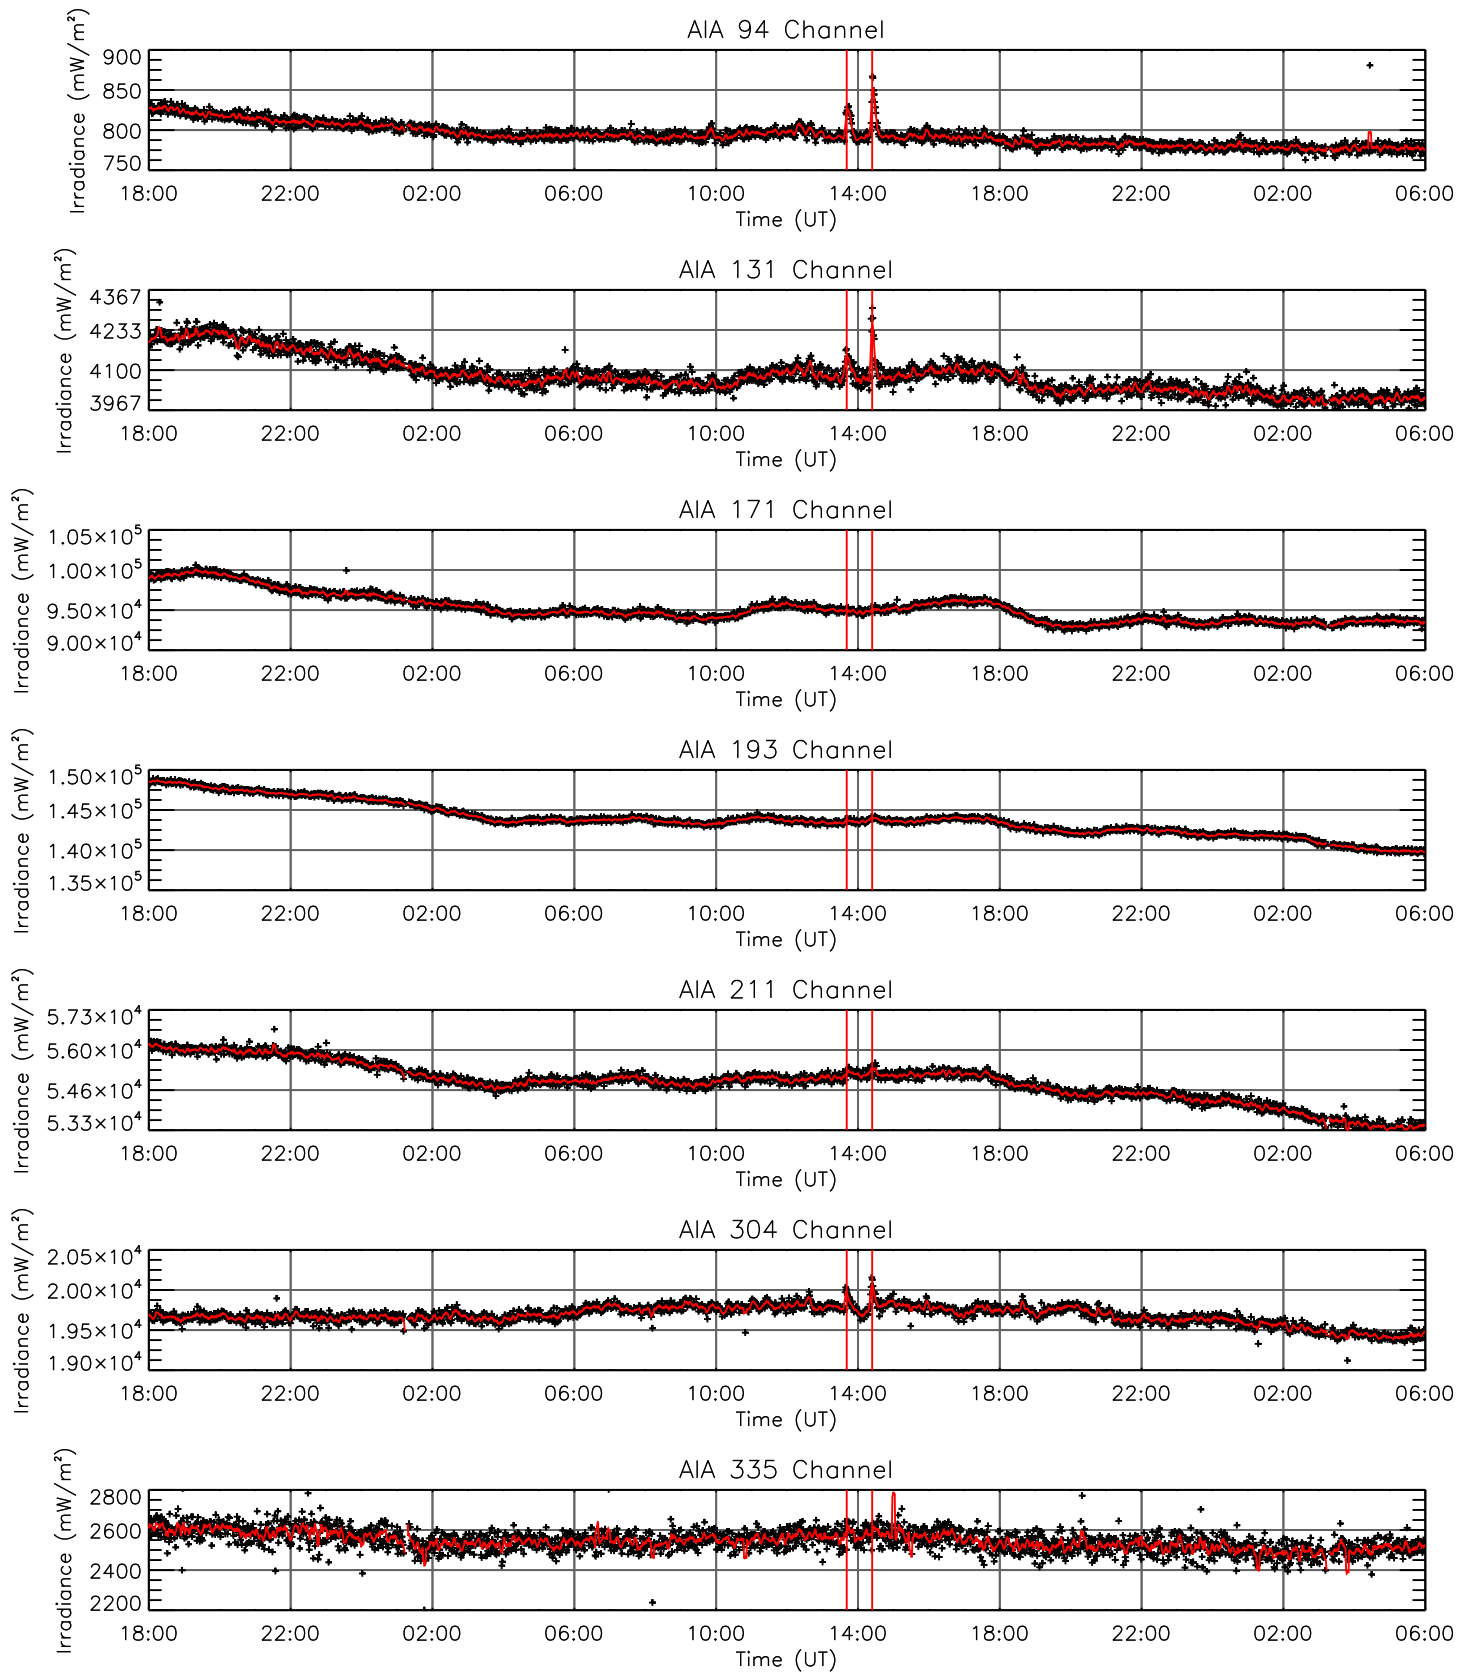 AIA 94 Channel
Irradiance (mW/m²)
900
850
800
750
18:00 22:00 02:00 06:00 10:00 14:00 18:00 22:00 02:00 06:00
Time (UT)
AIA 131 Channel
Irradiance (mW/m²)
4367
4233
4100
3967
18:00 22:00 02:00 06:00 10:00 14:00 18:00 22:00 02:00 06:00
Time (UT)
AIA 171 Channel
Irradiance (mW/m²)
1.05×10⁵
1.00×10⁵
9.50×10⁴
9.00×10⁴
18:00 22:00 02:00 06:00 10:00 14:00 18:00 22:00 02:00 06:00
Time (UT)
AIA 193 Channel
Irradiance (mW/m²)
1.50×10⁵
1.45×10⁵
1.40×10⁵
1.35×10⁵
18:00 22:00 02:00 06:00 10:00 14:00 18:00 22:00 02:00 06:00
Time (UT)
AIA 211 Channel
Irradiance (mW/m²)
5.73×10⁴
5.60×10⁴
5.46×10⁴
5.33×10⁴
18:00 22:00 02:00 06:00 10:00 14:00 18:00 22:00 02:00 06:00
Time (UT)
AIA 304 Channel
Irradiance (mW/m²)
2.05×10⁴
2.00×10⁴
1.95×10⁴
1.90×10⁴
18:00 22:00 02:00 06:00 10:00 14:00 18:00 22:00 02:00 06:00
Time (UT)
AIA 335 Channel
Irradiance (mW/m²)
2800
2600
2400
2200
18:00 22:00 02:00 06:00 10:00 14:00 18:00 22:00 02:00 06:00
Time (UT)